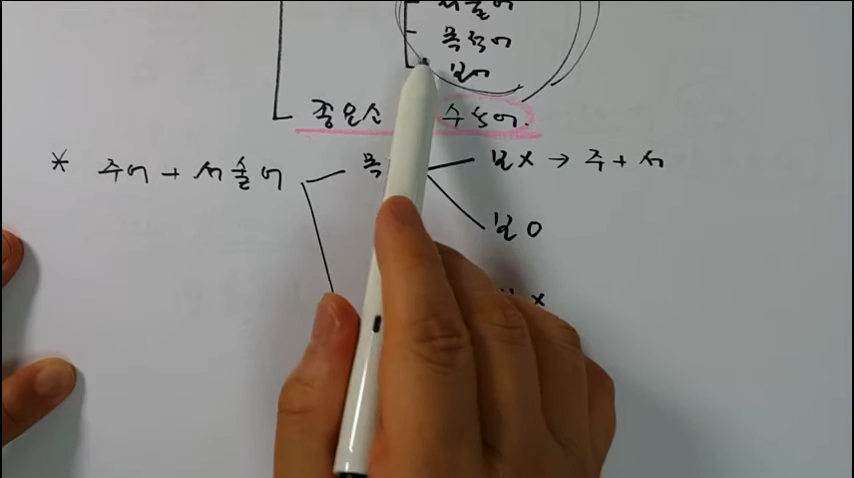 서술어
목적어
보어
종요소 수식어.
* 주어 + 서술어 목 보X → 주 + 서
보O
X